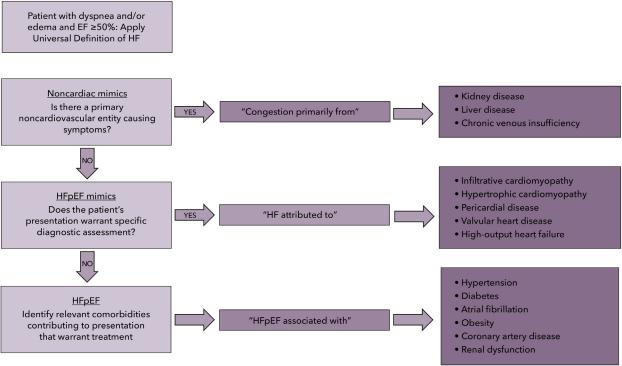 Patient with dyspnea and/or
edema and EF ≥50%: Apply
Universal Definition of HF
Noncardiac mimics
Is there a primary
noncardiovascular entity causing
symptoms?
YES
"Congestion primarily from"
• Kidney disease
• Liver disease
• Chronic venous insufficiency
NO
HFpEF mimics
Does the patient's
presentation warrant specific
diagnostic assessment?
YES
"HF attributed to"
• Infiltrative cardiomyopathy
• Hypertrophic cardiomyopathy
• Pericardial disease
• Valvular heart disease
• High-output heart failure
NO
HFpEF
Identify relevant comorbidities
contributing to presentation
that warrant treatment
"HFpEF associated with"
• Hypertension
• Diabetes
• Atrial fibrillation
• Obesity
• Coronary artery disease
• Renal dysfunction